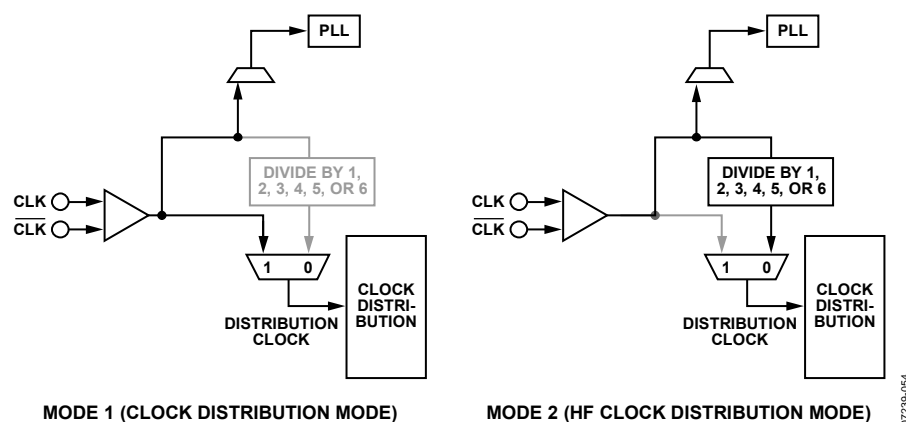 PLL
DIVIDE BY 1,
2, 3, 4, 5, OR 6
CLK
CLK
1 0
CLOCK
DISTRI-
BUTION
DISTRIBUTION
CLOCK
MODE 1 (CLOCK DISTRIBUTION MODE)
PLL
DIVIDE BY 1,
2, 3, 4, 5, OR 6
CLK
CLK
1 0
CLOCK
DISTRI-
BUTION
DISTRIBUTION
CLOCK
MODE 2 (HF CLOCK DISTRIBUTION MODE)
07239-054